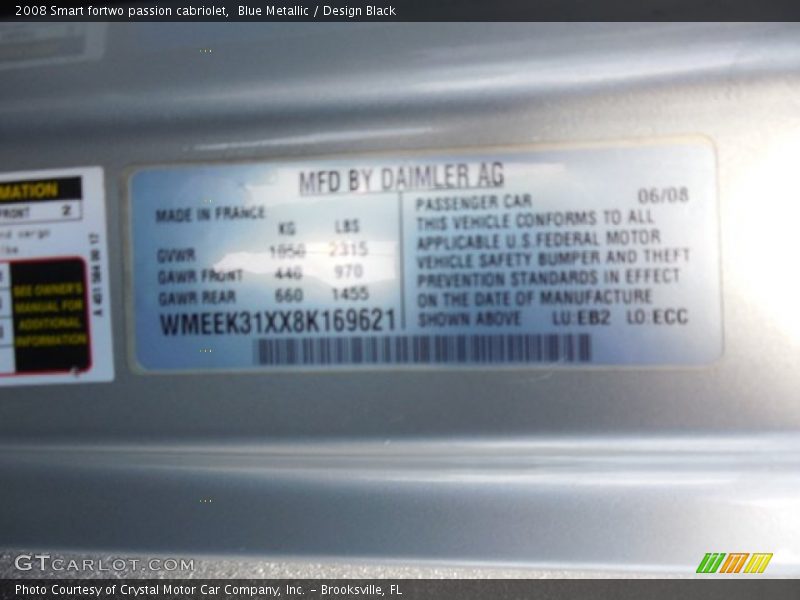 2008 Smart fortwo passion cabriolet,  Blue Metallic / Design Black
MATION
FRONT 2
SEE OWNER'S
MANUAL FOR
ADDITIONAL
INFORMATION
MFD BY DAIMLER AG
MADE IN FRANCE
KG LBS
GVWR 1050 2315
GAWR FRONT 440 970
GAWR REAR 660 1455
WMEEK31XX8K169621
PASSENGER CAR 06/08
THIS VEHICLE CONFORMS TO ALL
APPLICABLE U.S.FEDERAL MOTOR
VEHICLE SAFETY BUMPER AND THEFT
PREVENTION STANDARDS IN EFFECT
ON THE DATE OF MANUFACTURE
SHOWN ABOVE LU:EB2 LO:ECC
GTCARLOT.COM
Photo Courtesy of Crystal Motor Car Company, Inc. - Brooksville, FL